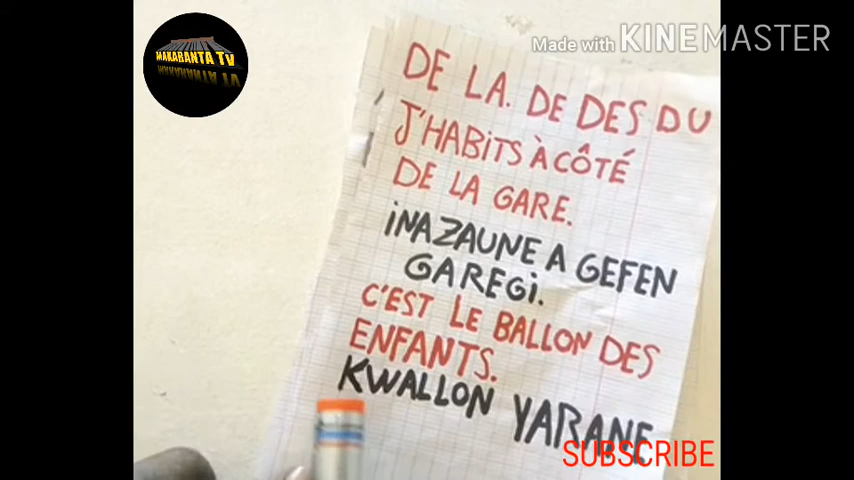 MAKARANTA Tv
Made with KINEMASTER
DE LA. DE DES DU
J'HABITS À CÔTÉ
DE LA GARE.
iNAZAUNE A GEFEN
GAREGi.
C'EST LE BALLON DES
ENFANTS.
KWALLON YARANE
SUBSCRIBE